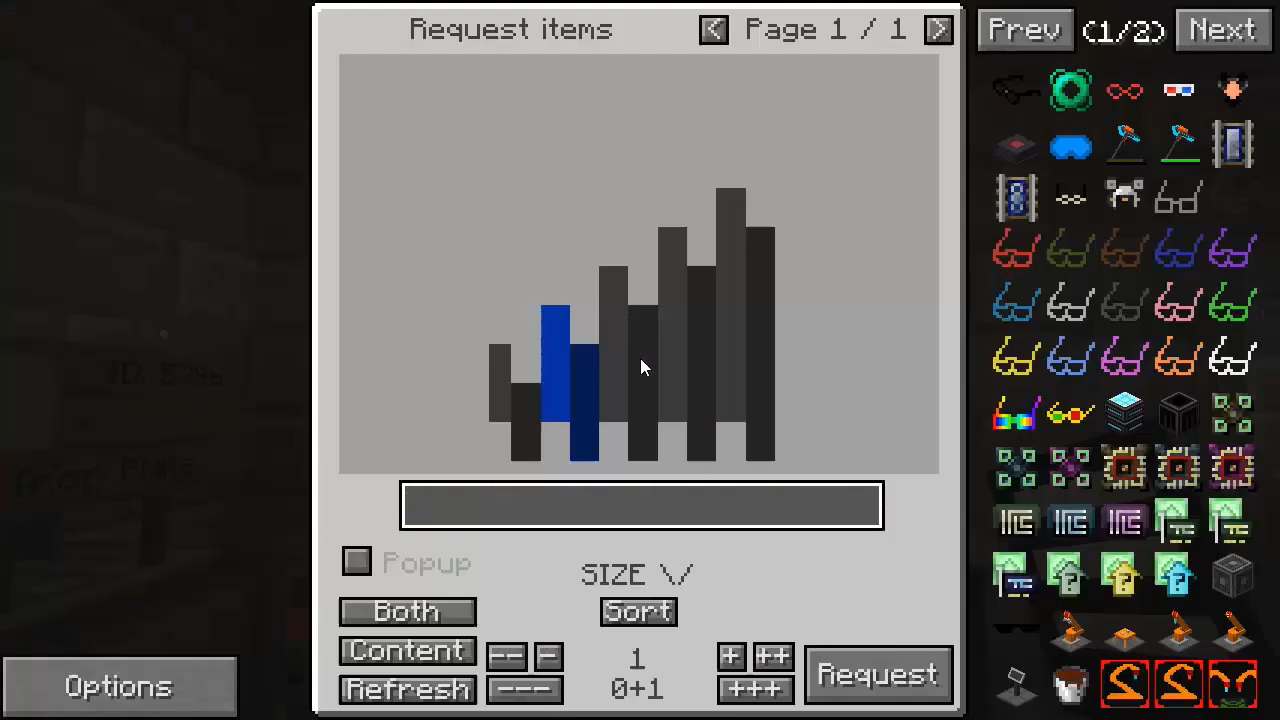 Request items
Page 1 / 1
Prev (1/2) Next
Popup
SIZE \/
Both
Sort
Content
-- - 1 + ++
Refresh
--- 0+1 +++
Request
Options